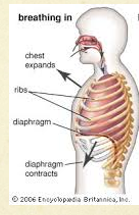 breathing in
chest
expands
ribs
diaphragm
diaphragm
contracts
© 2006 Encyclopædia Britannica, Inc.